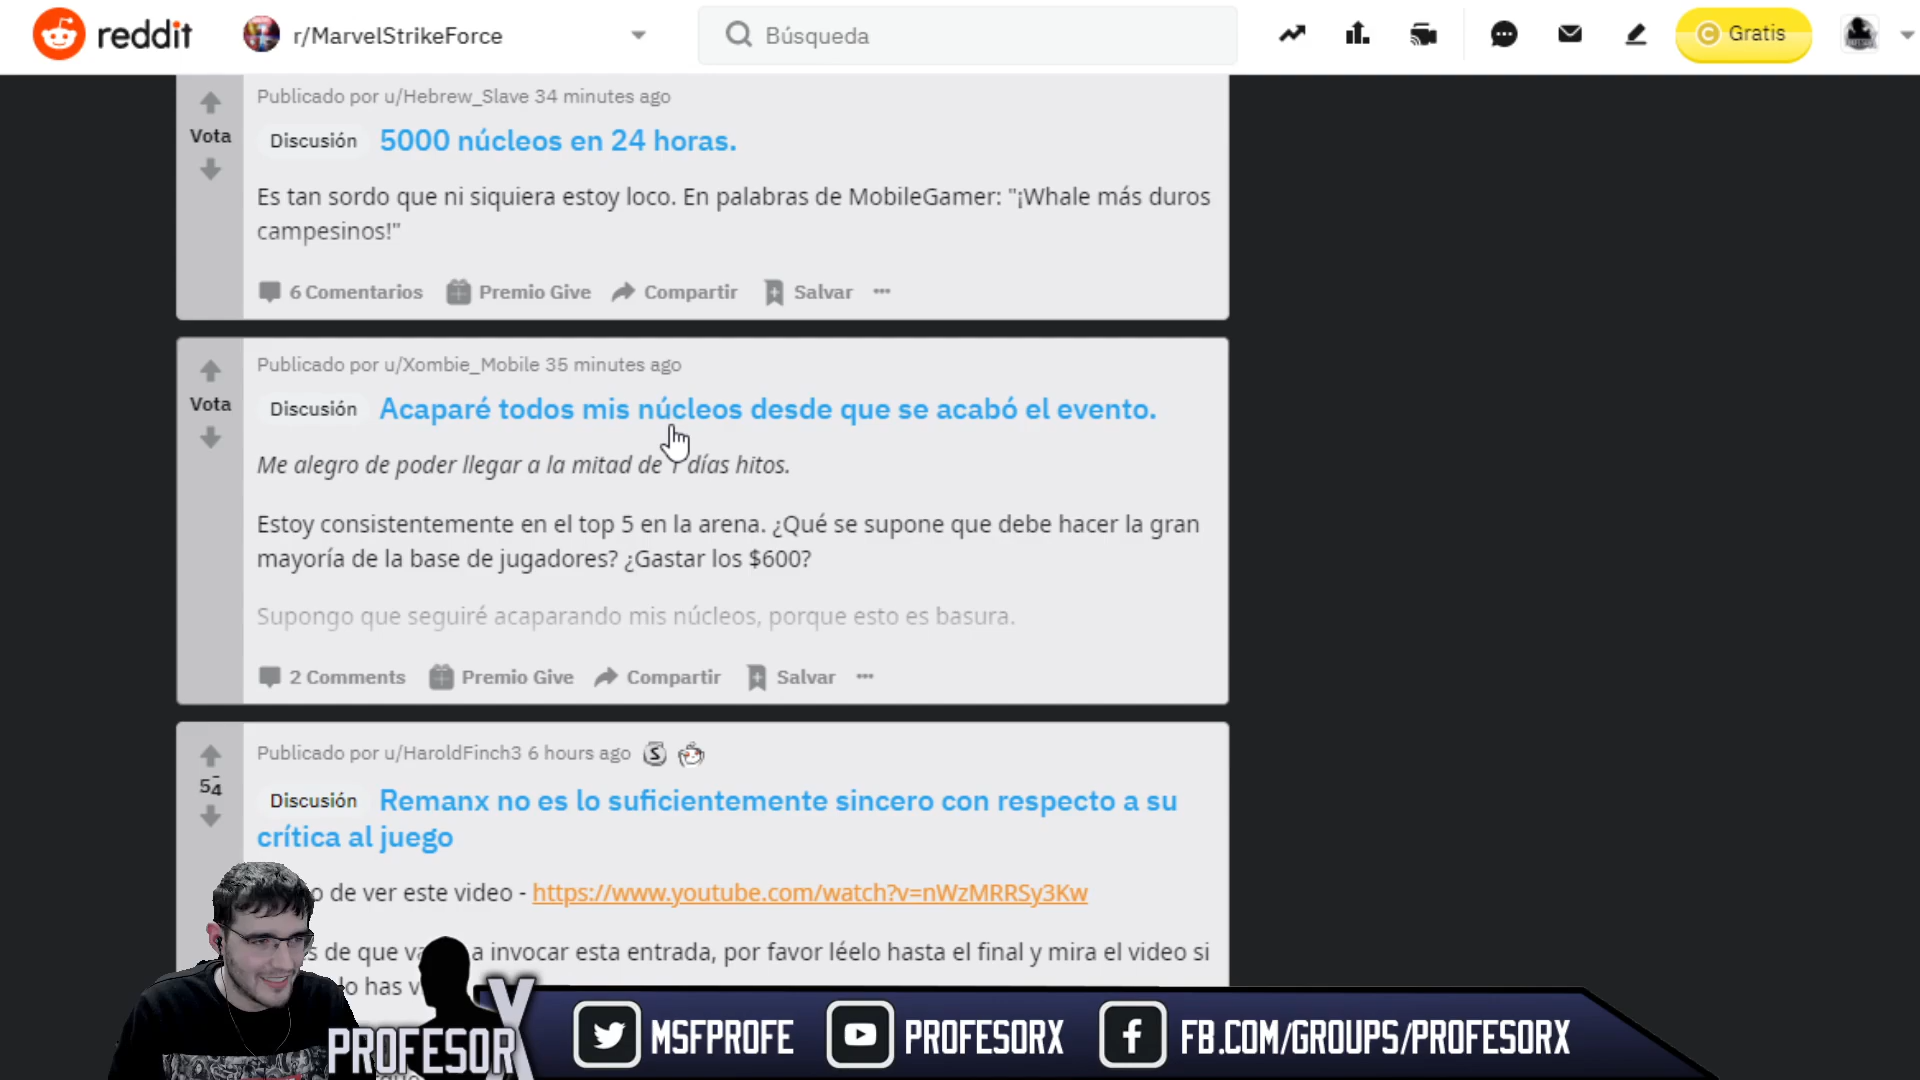 reddit r/MarvelStrikeForce Búsqueda Gratis
Publicado por u/Hebrew_Slave 34 minutes ago
Vota
Discusión 5000 núcleos en 24 horas.
Es tan sordo que ni siquiera estoy loco. En palabras de MobileGamer: "¡Whale más duros
campesinos!"
6 Comentarios Premio Give Compartir Salvar
Publicado por u/Xombie_Mobile 35 minutes ago
Vota
Discusión Acaparé todos mis núcleos desde que se acabó el evento.
Me alegro de poder llegar a la mitad de 1 días hitos.
Estoy consistentemente en el top 5 en la arena. ¿Qué se supone que debe hacer la gran
mayoría de la base de jugadores? ¿Gastar los $600?
Supongo que seguiré acaparando mis núcleos, porque esto es basura.
2 Comments Premio Give Compartir Salvar
Publicado por u/HaroldFinch3 6 hours ago
Discusión Remanx no es lo suficientemente sincero con respecto a su
crítica al juego
de ver este video - https://www.youtube.com/watch?v=nWzMRRSy3Kw
de que a invocar esta entrada, por favor léelo hasta el final y mira el video si
lo has
PROFESORX MSFPROFE PROFESORX FB.COM/GROUPS/PROFESORX